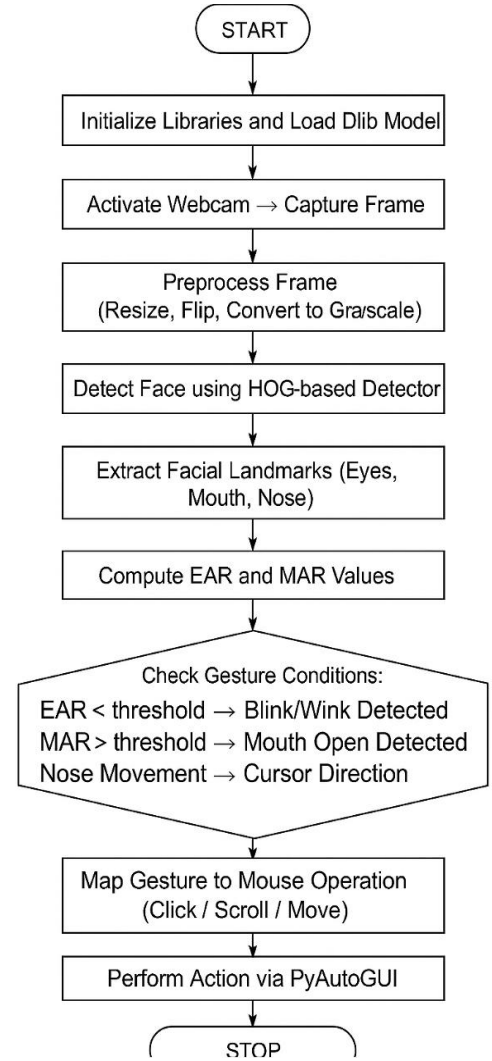 START
Initialize Libraries and Load Dlib Model
Activate Webcam → Capture Frame
Preprocess Frame
(Resize, Flip, Convert to Gra/scale)
Detect Face using HOG-based Detector
Extract Facial Landmarks (Eyes,
Mouth, Nose)
Compute EAR and MAR Values
Check Gesture Conditions:
EAR < threshold → Blink/Wink Detected
MAR > threshold → Mouth Open Detected
Nose Movement → Cursor Direction
Map Gesture to Mouse Operation
(Click / Scroll / Move)
Perform Action via PyAutoGUI
STOP